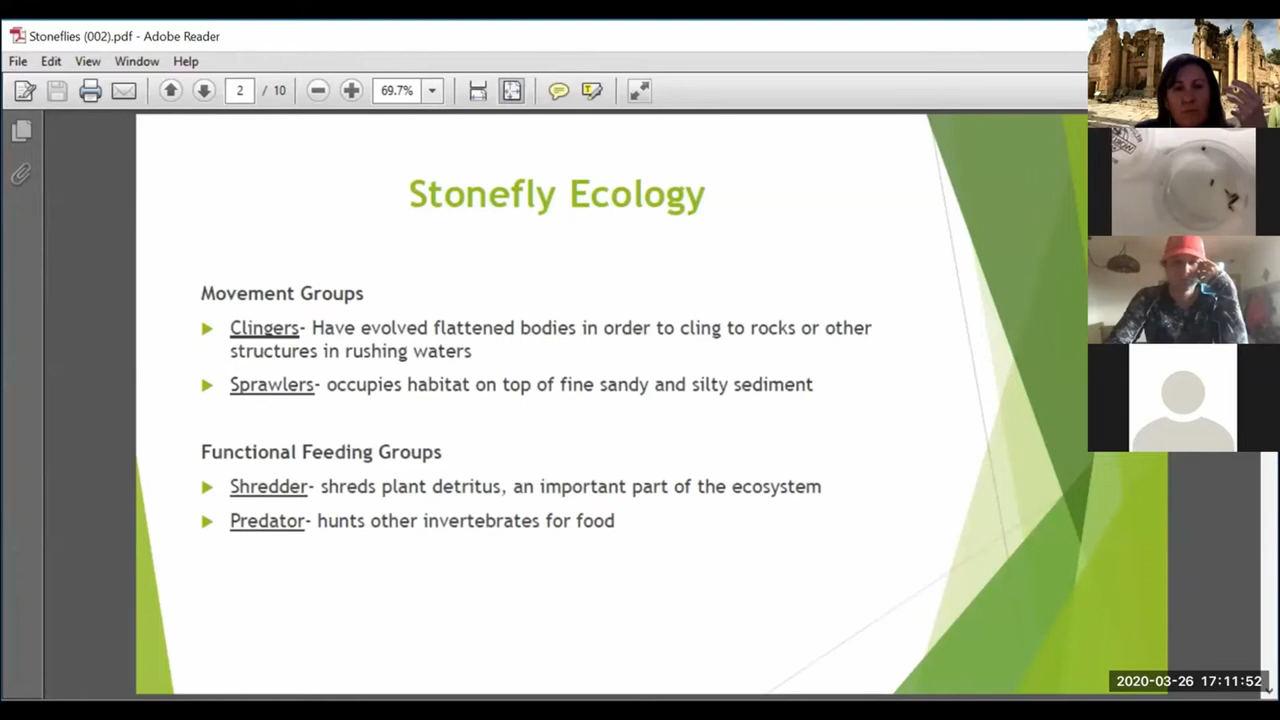 Stoneflies (002).pdf - Adobe Reader
File Edit View Window Help
2 / 10 69.7%
Stonefly Ecology
Movement Groups
Clingers- Have evolved flattened bodies in order to cling to rocks or other
structures in rushing waters
Sprawlers- occupies habitat on top of fine sandy and silty sediment
Functional Feeding Groups
Shredder- shreds plant detritus, an important part of the ecosystem
Predator- hunts other invertebrates for food
2020-03-26 17:11:52